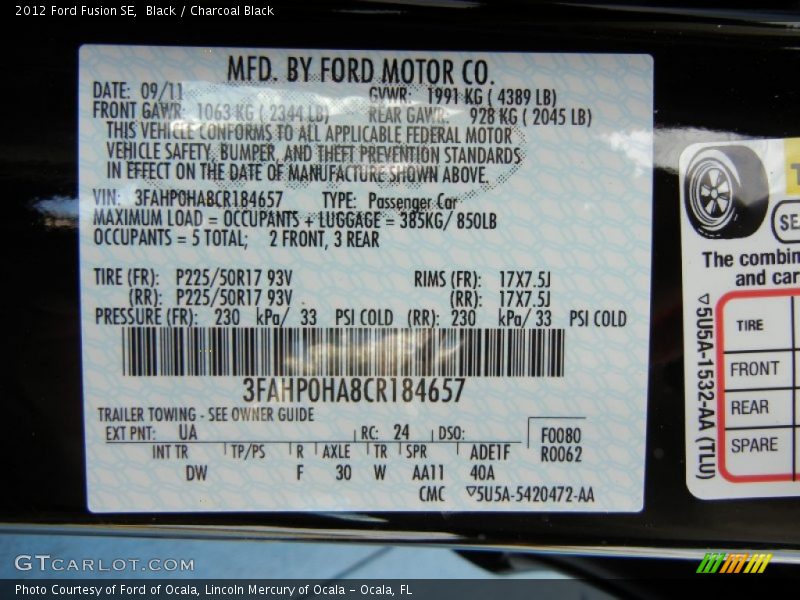 2012 Ford Fusion SE,  Black / Charcoal Black
MFD. BY FORD MOTOR CO.
DATE: 09/11 GVWR: 1991 KG ( 4389 LB)
FRONT GAWR: 1063 KG ( 2344 LB) REAR GAWR: 928 KG ( 2045 LB)
THIS VEHICLE CONFORMS TO ALL APPLICABLE FEDERAL MOTOR
VEHICLE SAFETY, BUMPER, AND THEFT PREVENTION STANDARDS
IN EFFECT ON THE DATE OF MANUFACTURE SHOWN ABOVE.
VIN: 3FAHP0HA8CR184657 TYPE: Passenger Car
MAXIMUM LOAD = OCCUPANTS + LUGGAGE = 385KG/ 850LB
OCCUPANTS = 5 TOTAL; 2 FRONT, 3 REAR
TIRE (FR): P225/50R17 93V RIMS (FR): 17X7.5J
(RR): P225/50R17 93V (RR): 17X7.5J
PRESSURE (FR): 230 kPa/ 33 PSI COLD (RR): 230 kPa/ 33 PSI COLD
3FAHP0HA8CR184657
TRAILER TOWING - SEE OWNER GUIDE
EXT PNT: UA RC: 24 DSO: F0080
R0062
INT TR TP/PS R AXLE TR SPR ADE1F
DW F 30 W AA11 40A
CMC ▽5U5A-5420472-AA
SE
The combin
and car
TIRE
FRONT
REAR
SPARE
▽5U5A-1532-AA (TLU)
GTCARLOT.COM
Photo Courtesy of Ford of Ocala, Lincoln Mercury of Ocala – Ocala, FL